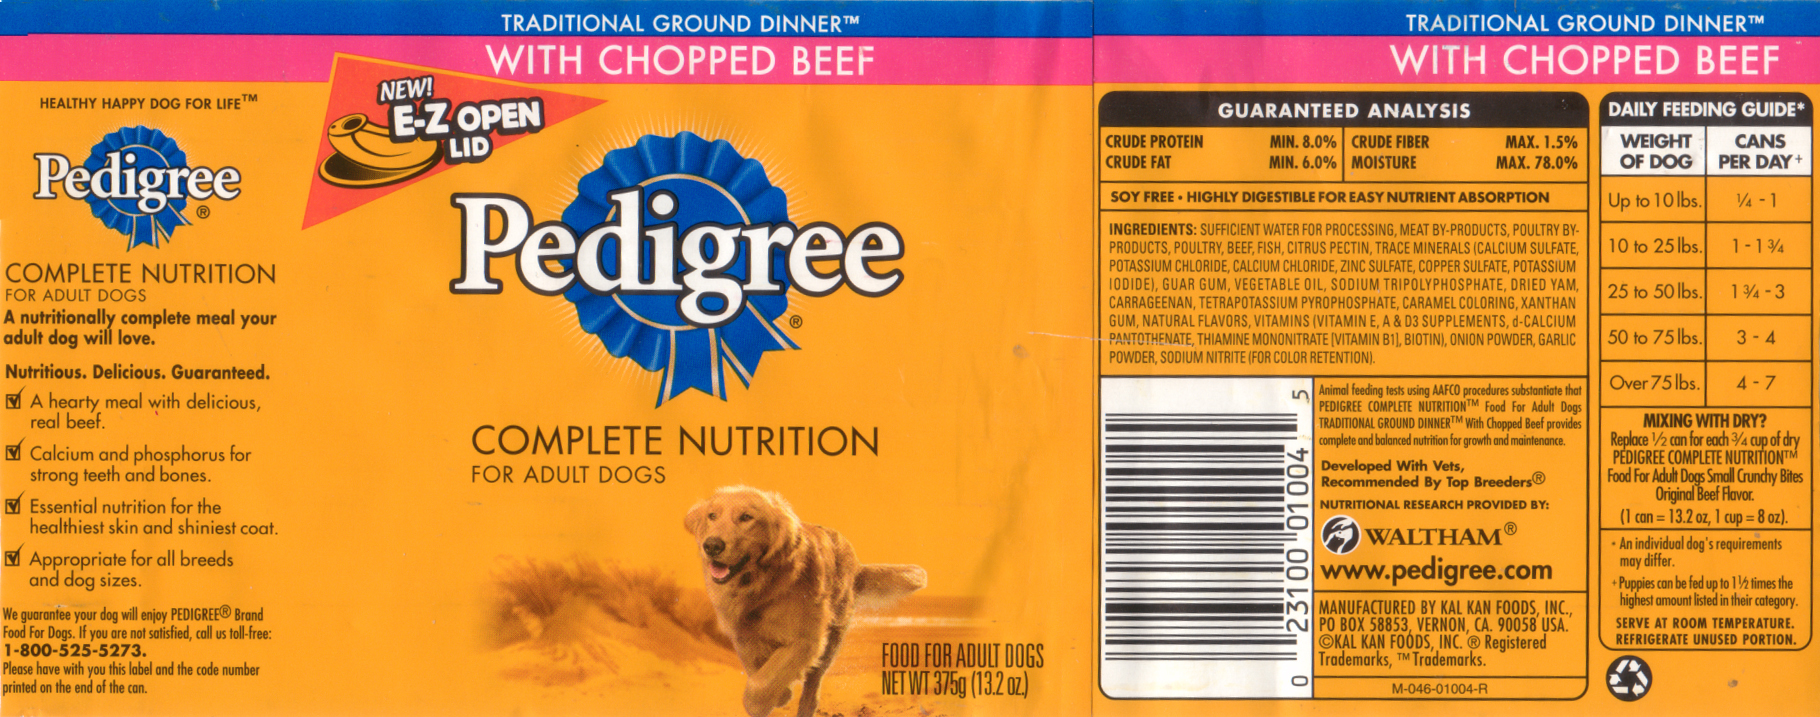 TRADITIONAL GROUND DINNER™
WITH CHOPPED BEEF
HEALTHY HAPPY DOG FOR LIFE™
Pedigree®
COMPLETE NUTRITION
FOR ADULT DOGS
A nutritionally complete meal your
adult dog will love.
Nutritious. Delicious. Guaranteed.
A hearty meal with delicious,
real beef.
Calcium and phosphorus for
strong teeth and bones.
Essential nutrition for the
healthiest skin and shiniest coat.
Appropriate for all breeds
and dog sizes.
We guarantee your dog will enjoy PEDIGREE® Brand
Food For Dogs. If you are not satisfied, call us toll-free:
1-800-525-5273.
Please have with you this label and the code number
printed on the end of the can.
NEW!
E-Z OPEN
LID
Pedigree®
COMPLETE NUTRITION
FOR ADULT DOGS
FOOD FOR ADULT DOGS
NET WT 375g (13.2 oz.)
TRADITIONAL GROUND DINNER™
WITH CHOPPED BEEF
GUARANTEED ANALYSIS
CRUDE PROTEIN MIN. 8.0% CRUDE FIBER MAX. 1.5%
CRUDE FAT MIN. 6.0% MOISTURE MAX. 78.0%
SOY FREE • HIGHLY DIGESTIBLE FOR EASY NUTRIENT ABSORPTION
INGREDIENTS: SUFFICIENT WATER FOR PROCESSING, MEAT BY-PRODUCTS, POULTRY BY-
PRODUCTS, POULTRY, BEEF, FISH, CITRUS PECTIN, TRACE MINERALS (CALCIUM SULFATE,
POTASSIUM CHLORIDE, CALCIUM CHLORIDE, ZINC SULFATE, COPPER SULFATE, POTASSIUM
IODIDE), GUAR GUM, VEGETABLE OIL, SODIUM TRIPOLYPHOSPHATE, DRIED YAM,
CARRAGEENAN, TETRAPOTASSIUM PYROPHOSPHATE, CARAMEL COLORING, XANTHAN
GUM, NATURAL FLAVORS, VITAMINS (VITAMIN E, A & D3 SUPPLEMENTS, d-CALCIUM
PANTOTHENATE, THIAMINE MONONITRATE [VITAMIN B1], BIOTIN), ONION POWDER, GARLIC
POWDER, SODIUM NITRITE (FOR COLOR RETENTION).
0 23100 01004 5
Animal feeding tests using AAFCO procedures substantiate that
PEDIGREE COMPLETE NUTRITION™ Food For Adult Dogs
TRADITIONAL GROUND DINNER™ With Chopped Beef provides
complete and balanced nutrition for growth and maintenance.
Developed With Vets,
Recommended By Top Breeders®
NUTRITIONAL RESEARCH PROVIDED BY:
WALTHAM®
www.pedigree.com
MANUFACTURED BY KAL KAN FOODS, INC.,
PO BOX 58853, VERNON, CA. 90058 USA.
©KAL KAN FOODS, INC. ® Registered
Trademarks, ™ Trademarks.
M-046-01004-R
DAILY FEEDING GUIDE*
WEIGHT OF DOG CANS PER DAY+
Up to 10 lbs. ¼ - 1
10 to 25 lbs. 1 - 1 ¾
25 to 50 lbs. 1 ¾ - 3
50 to 75 lbs. 3 - 4
Over 75 lbs. 4 - 7
MIXING WITH DRY?
Replace ½ can for each ¾ cup of dry
PEDIGREE COMPLETE NUTRITION™
Food For Adult Dogs Small Crunchy Bites
Original Beef Flavor.
(1 can = 13.2 oz, 1 cup = 8 oz).
* An individual dog's requirements
may differ.
+ Puppies can be fed up to 1½ times the
highest amount listed in their category.
SERVE AT ROOM TEMPERATURE.
REFRIGERATE UNUSED PORTION.